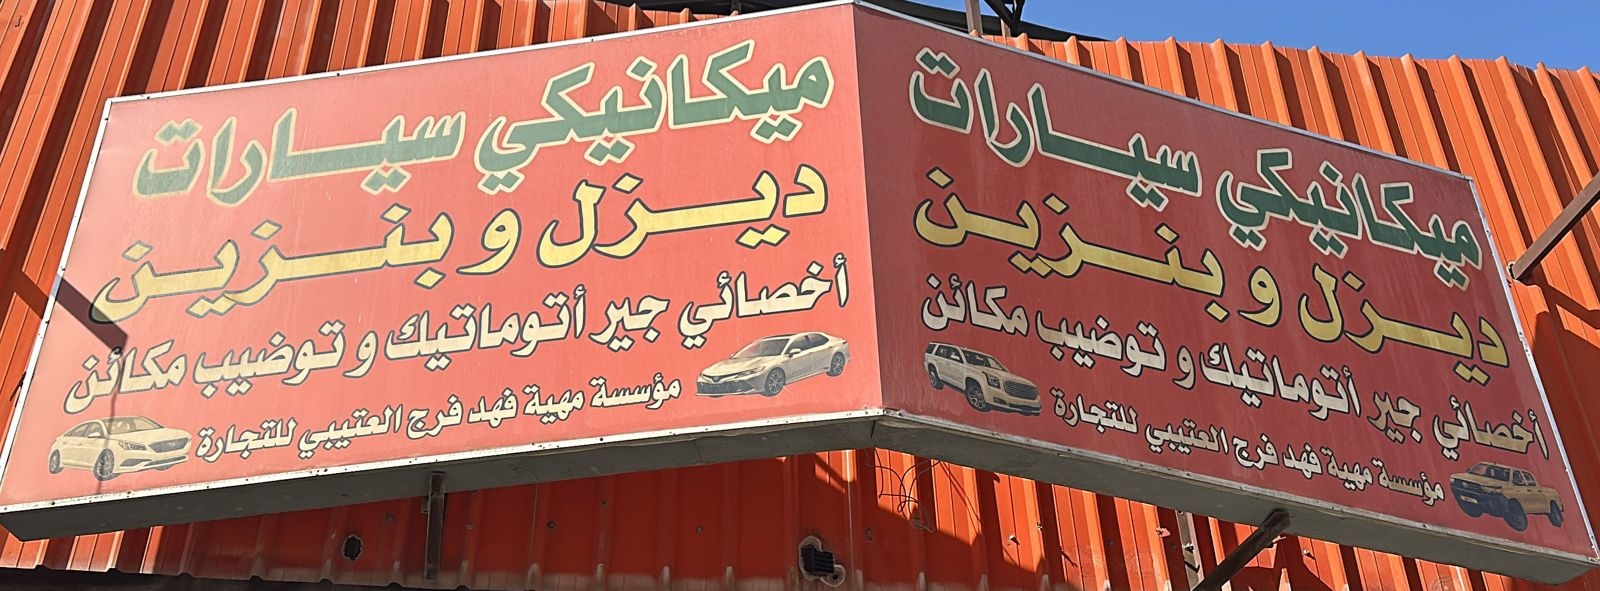 ميكانيكي سيارات
ديزل و بنزين
أخصائي جير أتوماتيك و توضيب مكائن
مؤسسة مهية فهد فرج العتيبي للتجارة
ميكانيكي سيارات
ديزل و بنزين
أخصائي جير أتوماتيك و توضيب مكائن
مؤسسة مهية فهد فرج العتيبي للتجارة